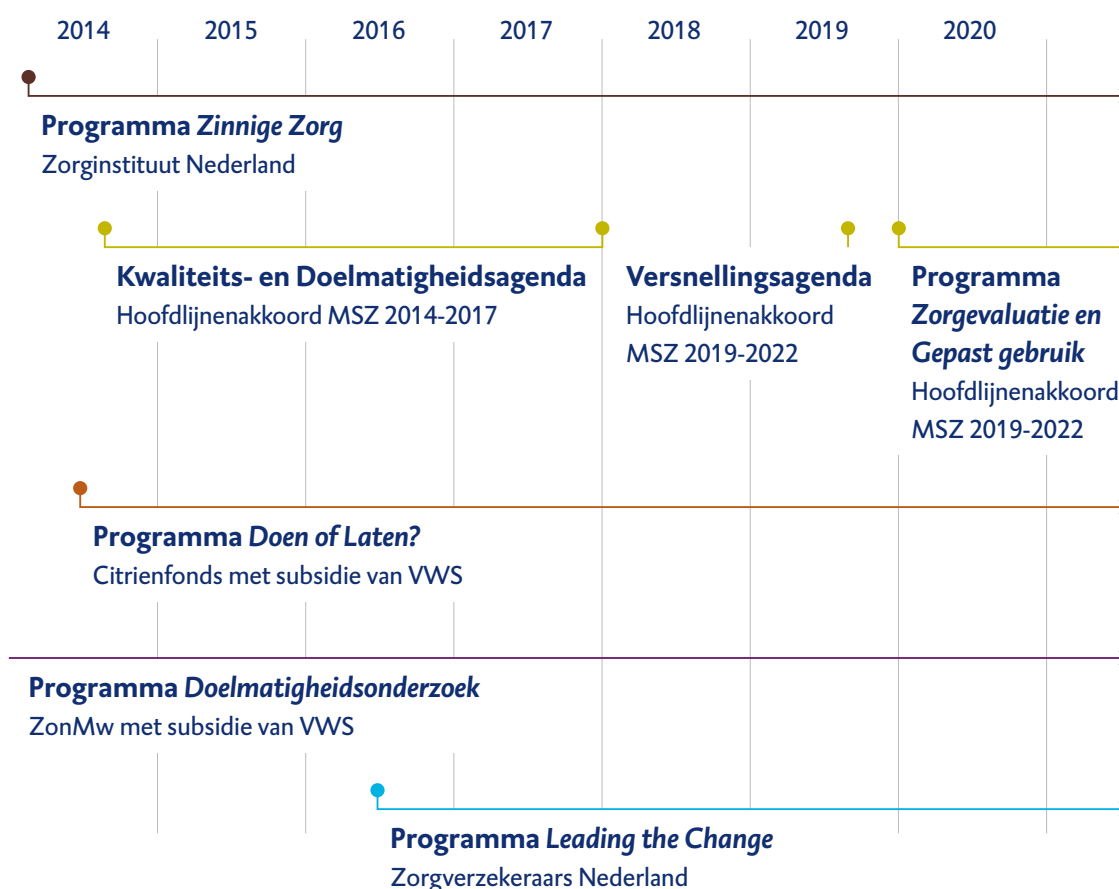 2014 2015 2016 2017 2018 2019 2020
Programma Zinnige Zorg
Zorginstituut Nederland
Kwaliteits- en Doelmatigheidsagenda
Hoofdlijnenakkoord MSZ 2014-2017
Versnellingsagenda
Hoofdlijnenakkoord
MSZ 2019-2022
Programma
Zorgevaluatie en
Gepast gebruik
Hoofdlijnenakkoord
MSZ 2019-2022
Programma Doen of Laten?
Citrienfonds met subsidie van VWS
Programma Doelmatigheidsonderzoek
ZonMw met subsidie van VWS
Programma Leading the Change
Zorgverzekeraars Nederland